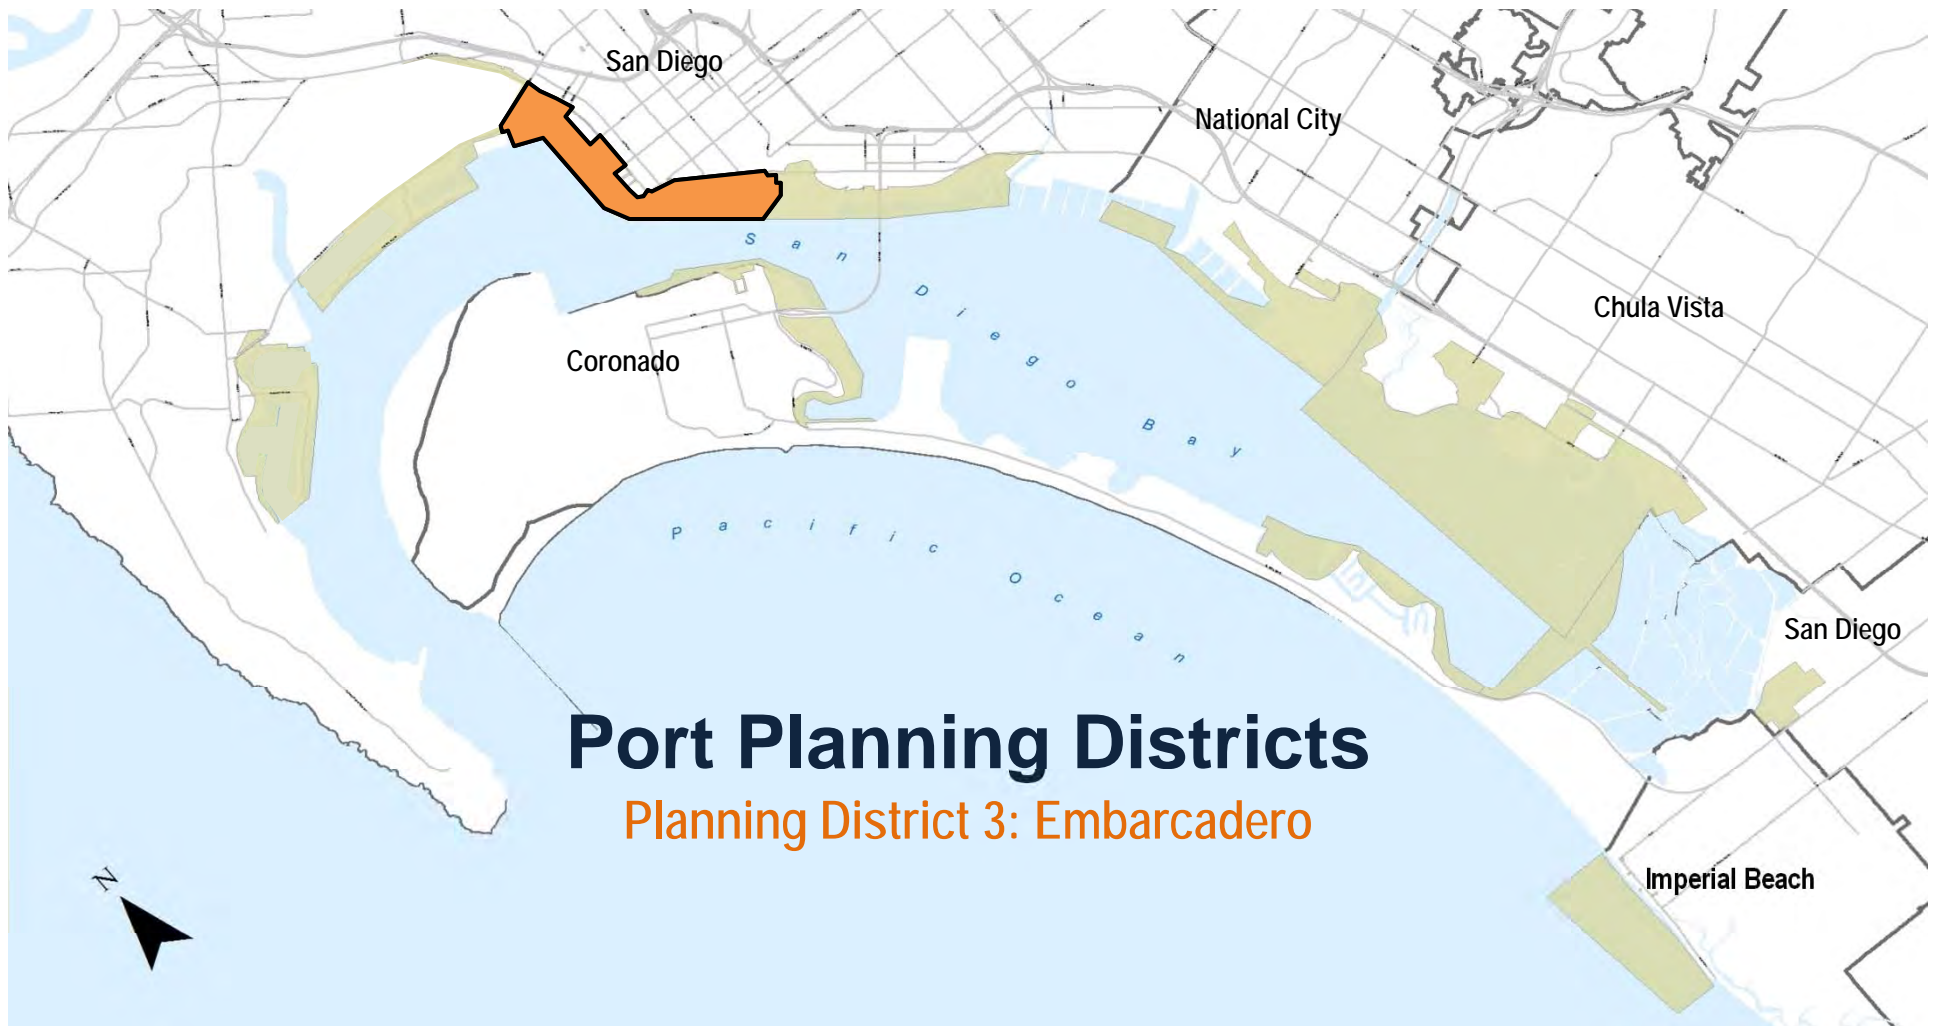 San Diego
National City
Chula Vista
Coronado
San Diego Bay
Pacific Ocean
San Diego
Port Planning Districts
Planning District 3: Embarcadero
Imperial Beach
N